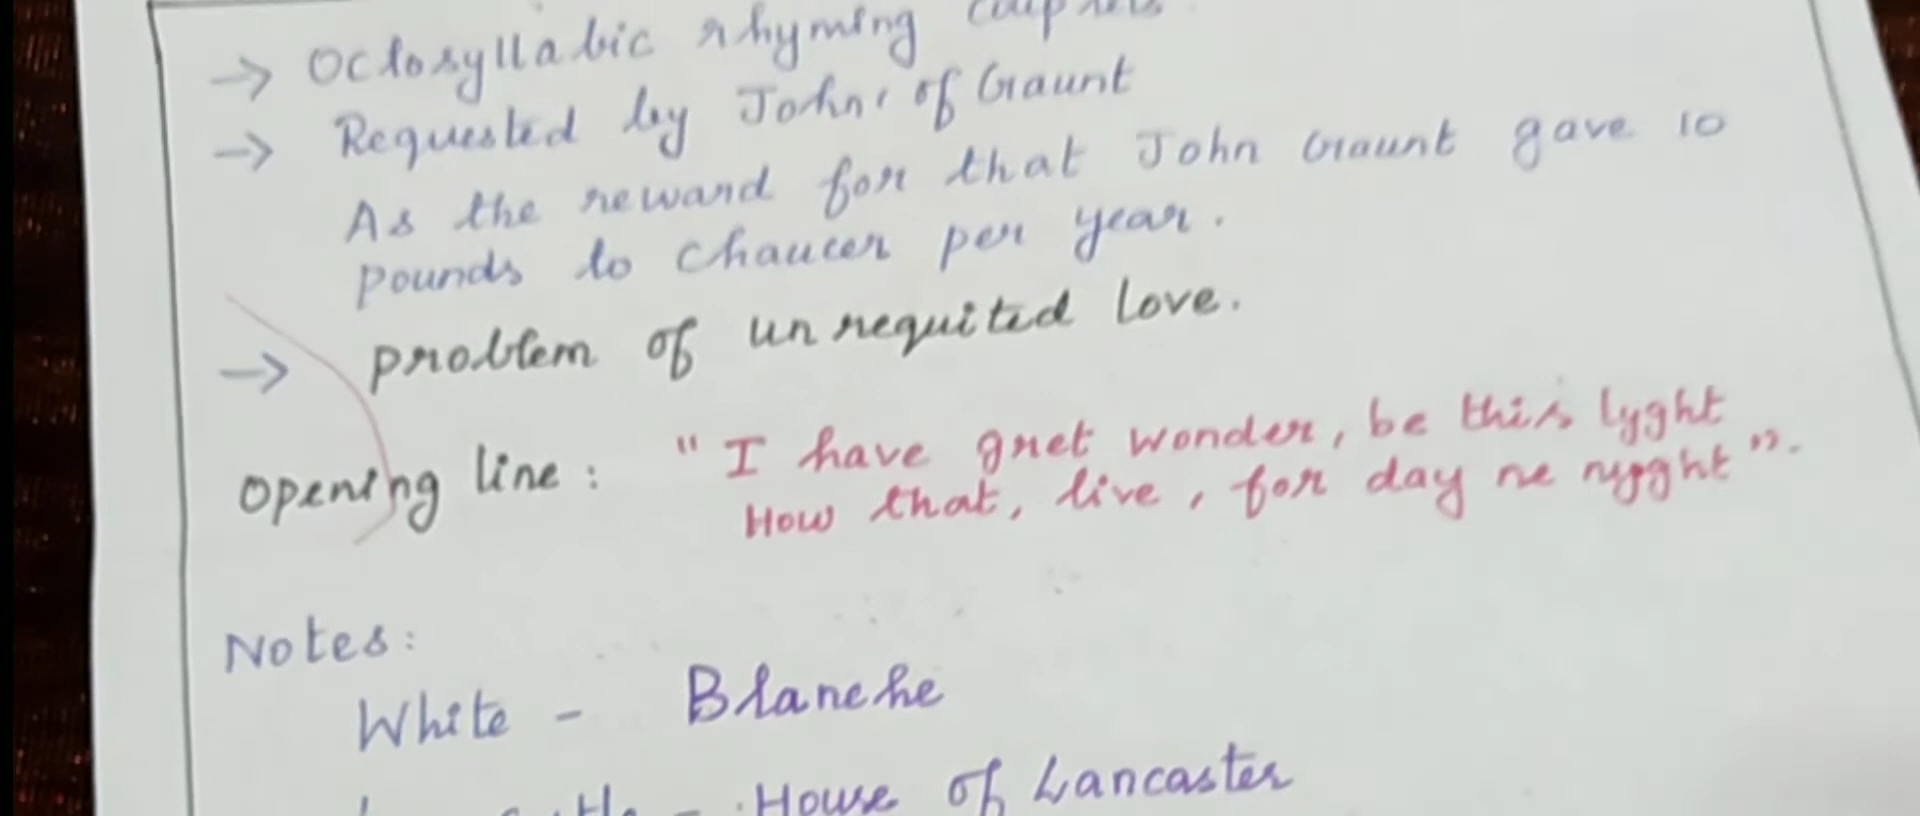 → Octosyllabic rhyming couplets
→ Requested by John of Gaunt
As the reward for that John Gaunt gave 10
pounds to Chaucer per year.
→ problem of unrequited love.
Opening line : "I have gret wonder, be this lyght
How that, live, for day ne nyght".
Notes:
White - Blanche
- House of Lancaster